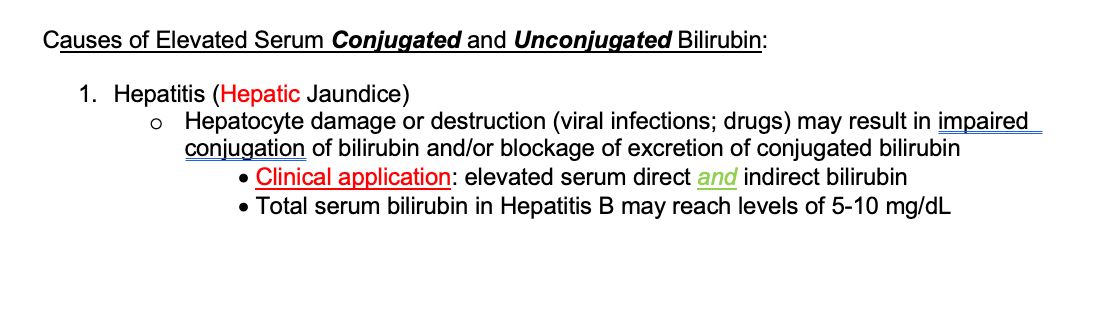 Causes of Elevated Serum Conjugated and Unconjugated Bilirubin:
1. Hepatitis (Hepatic Jaundice)
o Hepatocyte damage or destruction (viral infections; drugs) may result in impaired
conjugation of bilirubin and/or blockage of excretion of conjugated bilirubin
• Clinical application: elevated serum direct and indirect bilirubin
• Total serum bilirubin in Hepatitis B may reach levels of 5-10 mg/dL